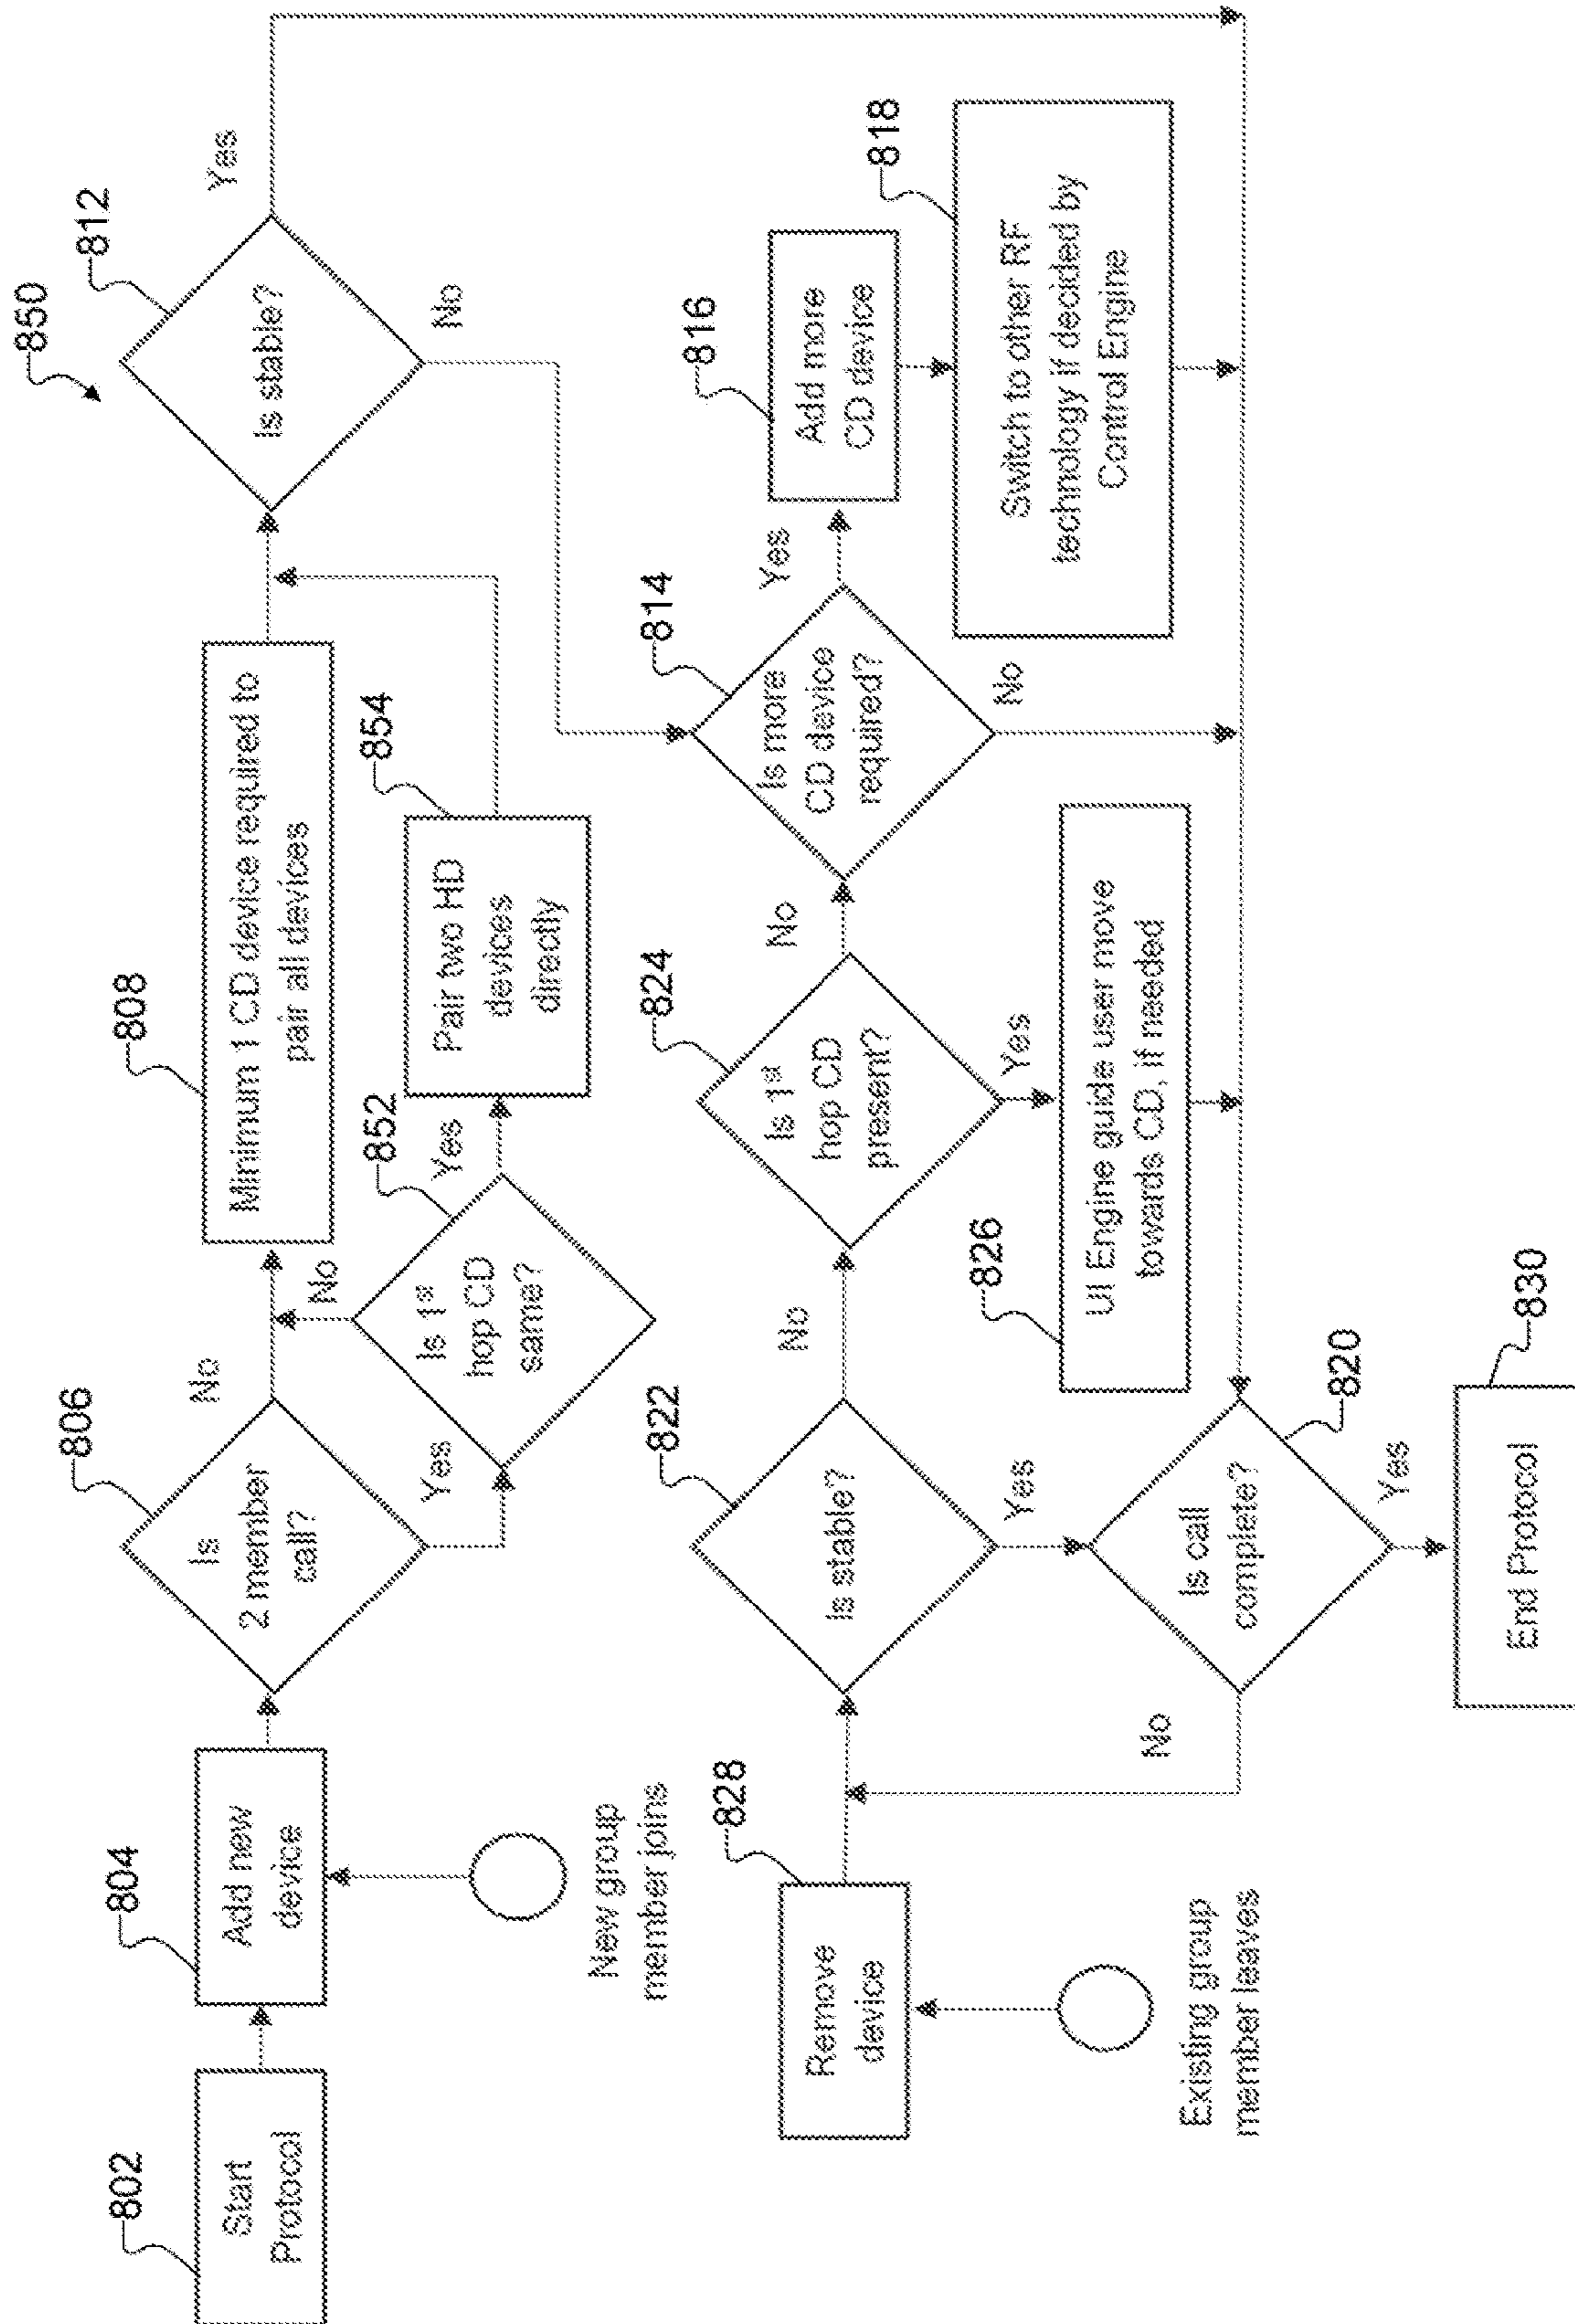 850
802
Start
Protocol
804
Add new
device
New group
member joins
806
Is
2 member
call?
No
Yes
808
Minimum 1 CD device required to
pair all devices
852
Is 1st
hop CD
same?
No
Yes
854
Pair two HD
devices
directly
812
Is stable?
Yes
No
828
Remove
device
Existing group
member leaves
822
Is stable?
No
Yes
824
Is 1st
hop CD
present?
No
Yes
814
Is more
CD device
required?
Yes
No
816
Add more
CD device
818
Switch to other RF
technology if decided by
Control Engine
826
UI Engine guide user move
towards CD, if needed
820
Is call
complete?
No
Yes
830
End Protocol